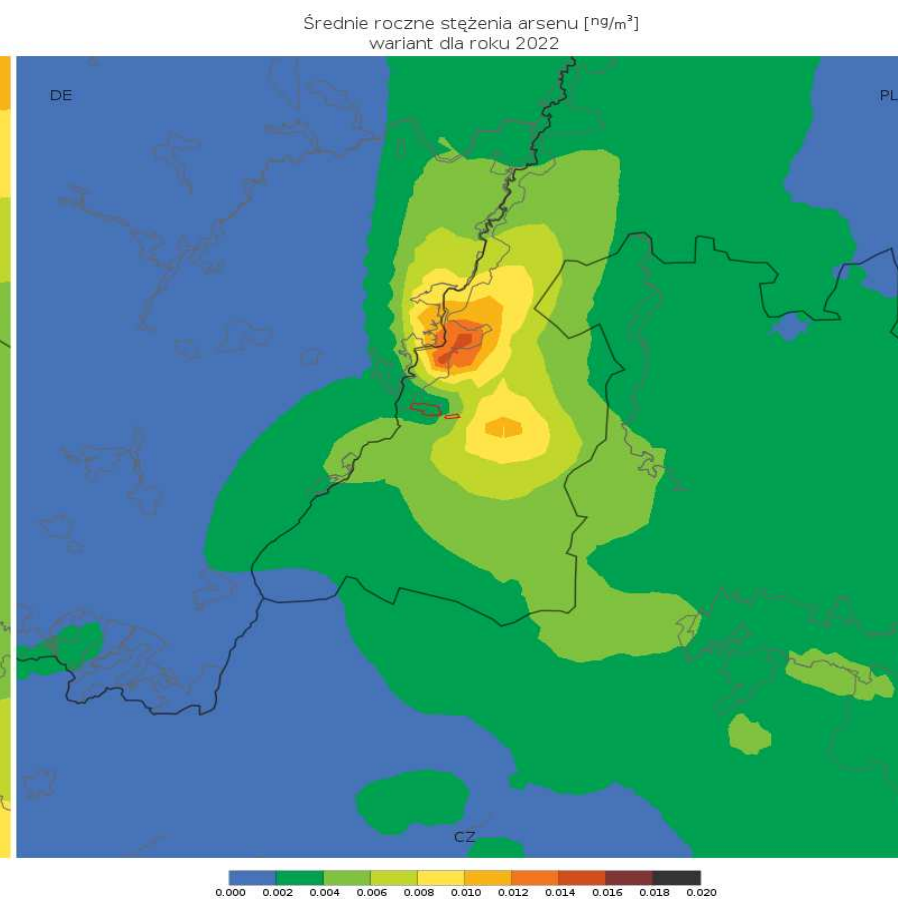 Średnie roczne stężenia arsenu [ng/m³]
wariant dla roku 2022
DE
PL
CZ
0.000 0.002 0.004 0.006 0.008 0.010 0.012 0.014 0.016 0.018 0.020